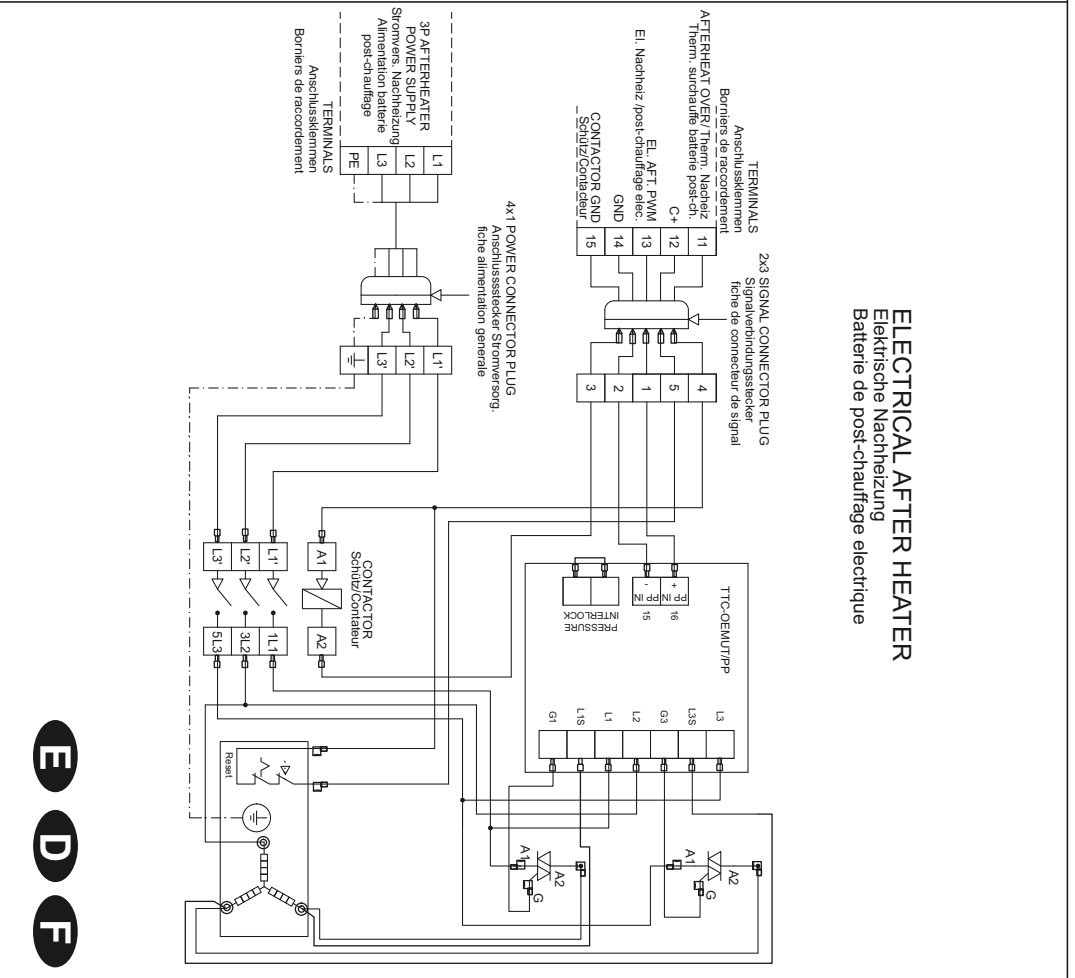 ELECTRICAL AFTER HEATER
Elektrische Nachheizung
Batterie de post-chauffage electrique
TERMINALS
Anschlussklemmen
Borniers de raccordement
AFTERHEAT OVER/ Therm. Nacheiz
Therm. surchauffe batterie post-ch.
C+
EL. AFT. PWM
El. Nachheiz /post-chauffage elec.
GND
CONTACTOR GND
Schütz/Contacteur
11
12
13
14
15
2x3 SIGNAL CONNECTOR PLUG
Signalverbindungsstecker
fiche de connecteur de signal
4
5
1
2
3
TTC-OEMUT/PP
+ PP IN
- PP IN
16
15
PRESSURE
INTERLOCK
L3
L3S
G3
L2
L1
L1S
G1
A1
A2
G
A1
A2
G
3P AFTERHEATER
POWER SUPPLY
Stromvers. Nachheizung
Alimentation batterie
post-chauffage
TERMINALS
Anschlussklemmen
Borniers de raccordement
L1
L2
L3
PE
4x1 POWER CONNECTOR PLUG
Anschlussstecker Stromversorg.
fiche alimentation generale
L1'
L2'
L3'
CONTACTOR
Schütz/Contateur
A1
A2
L1'
L2'
L3'
1L1
3L2
5L3
Reset
E D F